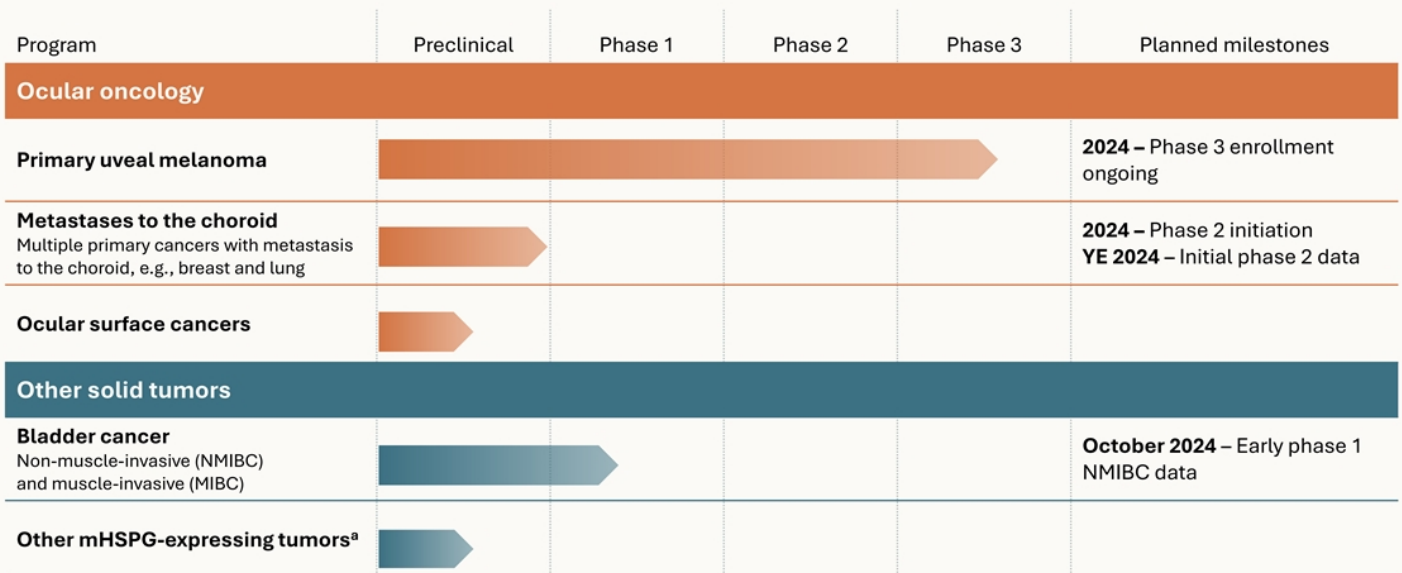 Program Preclinical Phase 1 Phase 2 Phase 3 Planned milestones
Ocular oncology
Primary uveal melanoma
2024 – Phase 3 enrollment
ongoing
Metastases to the choroid
Multiple primary cancers with metastasis
to the choroid, e.g., breast and lung
2024 – Phase 2 initiation
YE 2024 – Initial phase 2 data
Ocular surface cancers
Other solid tumors
Bladder cancer
Non-muscle-invasive (NMIBC)
and muscle-invasive (MIBC)
October 2024 – Early phase 1
NMIBC data
Other mHSPG-expressing tumorsᵃ